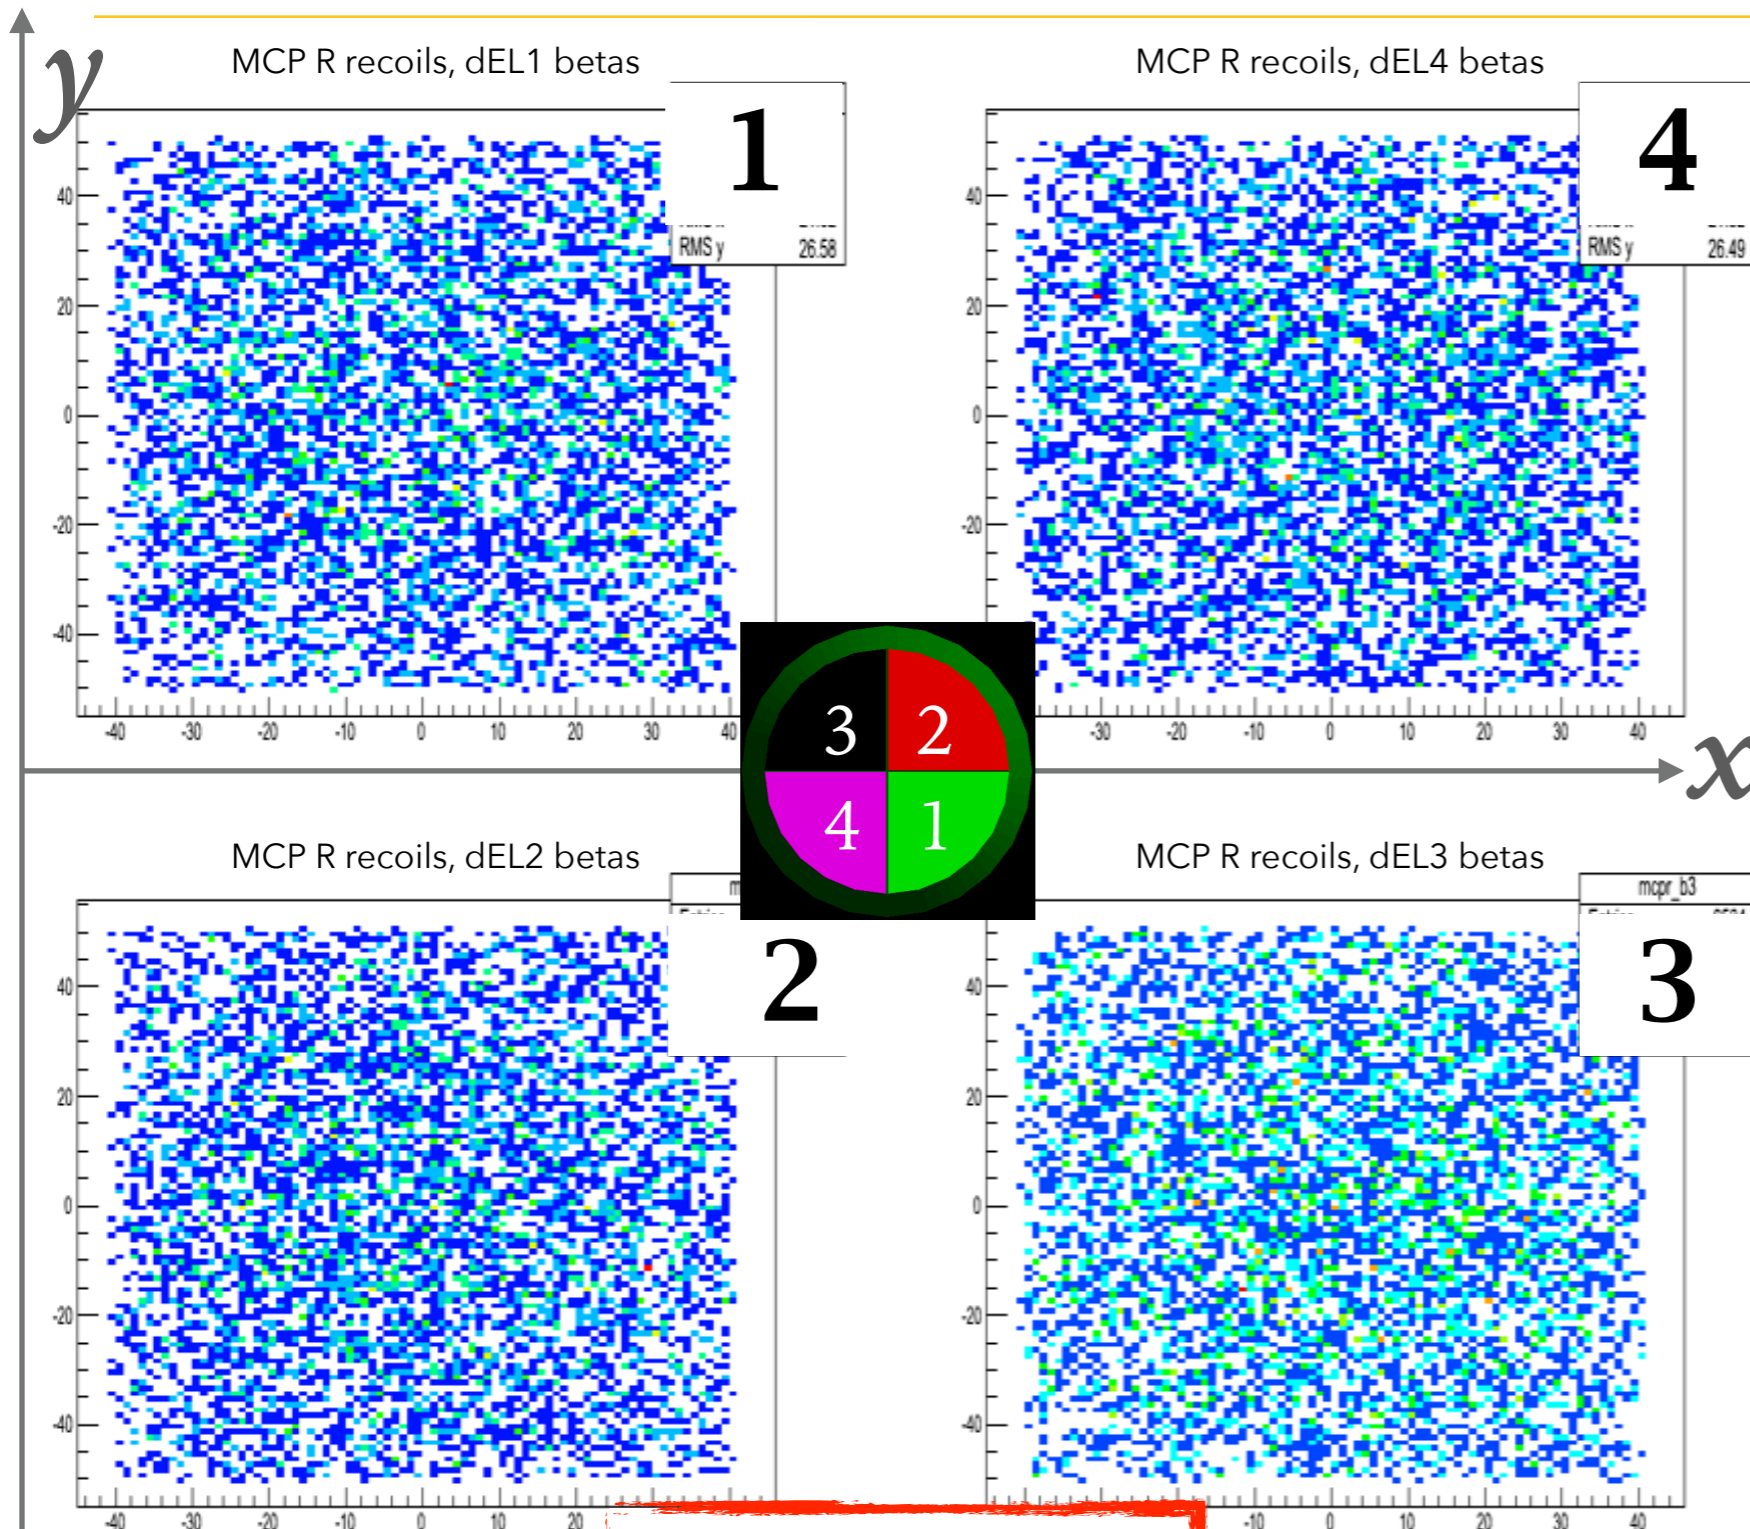 y
MCP R recoils, dEL1 betas
1
RMS y 26.58
40
20
0
-20
-40
-40 -30 -20 -10 0 10 20 30 40
MCP R recoils, dEL4 betas
4
RMS y 26.49
40
20
0
-20
-40
-30 -20 -10 0 10 20 30 40
x
3 2
4 1
MCP R recoils, dEL2 betas
2
40
20
0
-20
-40
-40 -30 -20 -10 0 10 20
MCP R recoils, dEL3 betas
mcpr_b3
3
40
20
0
-20
-40
-10 0 10 20 30 40